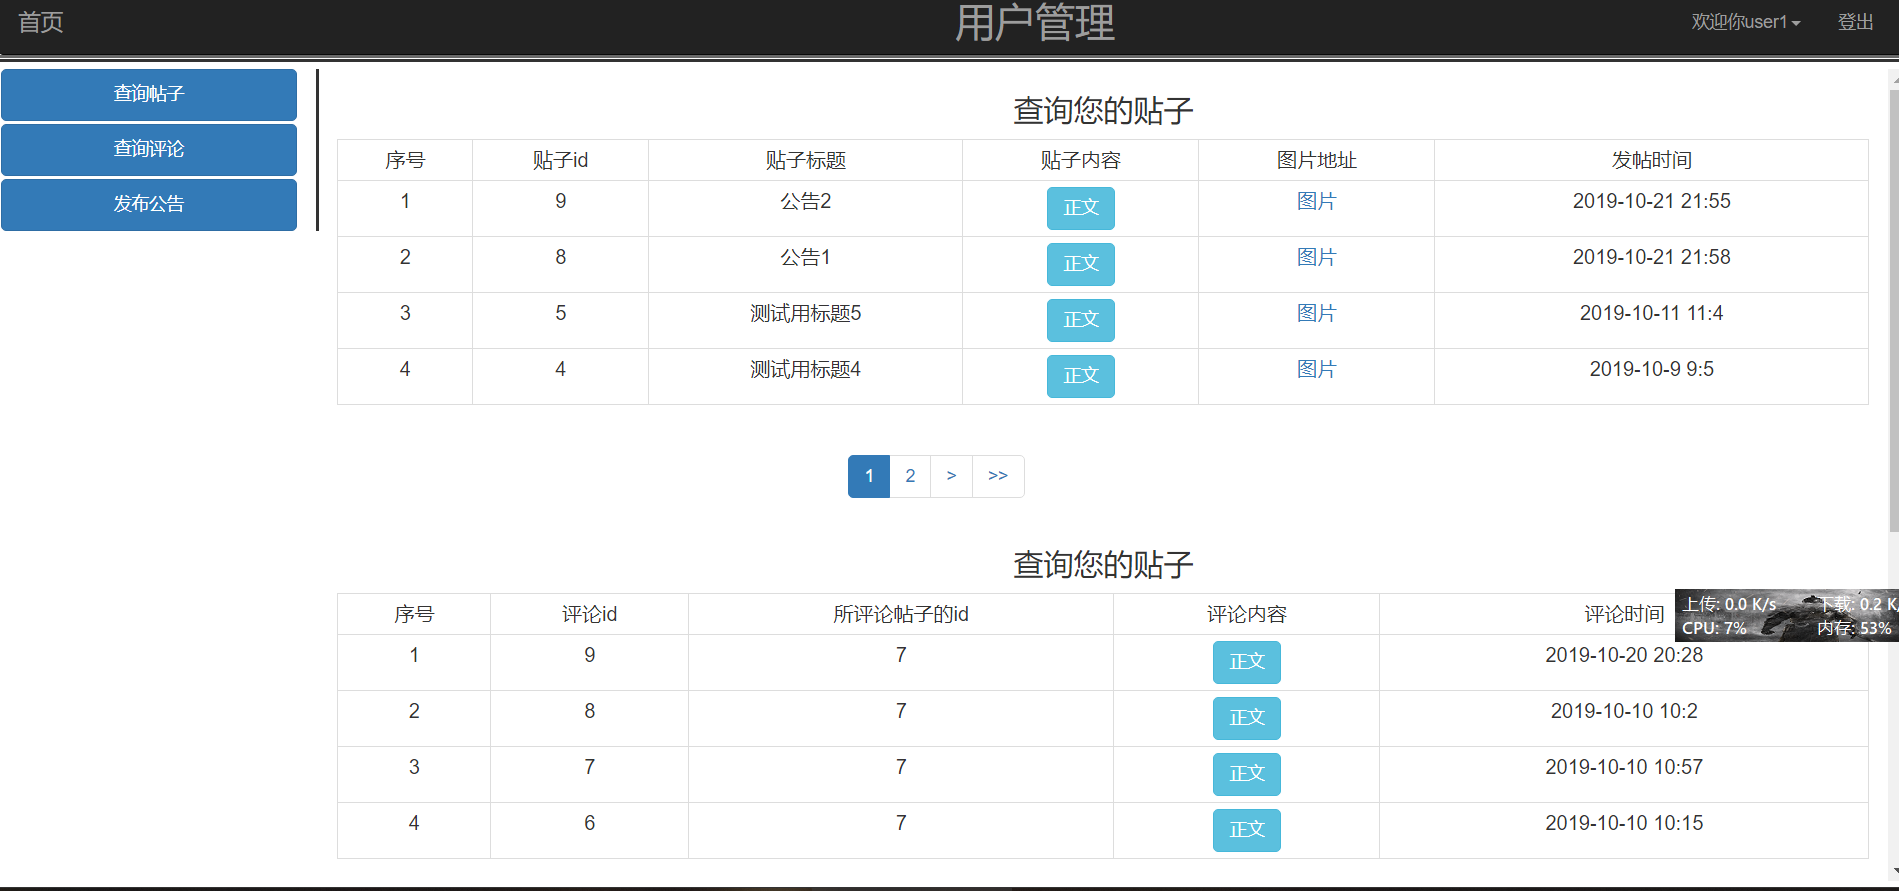 首页 用户管理 欢迎你user1 登出
查询帖子
查询评论
发布公告
查询您的贴子
序号 贴子id 贴子标题 贴子内容 图片地址 发帖时间
1 9 公告2 正文 图片 2019-10-21 21:55
2 8 公告1 正文 图片 2019-10-21 21:58
3 5 测试用标题5 正文 图片 2019-10-11 11:4
4 4 测试用标题4 正文 图片 2019-10-9 9:5
1 2 > >>
查询您的贴子
序号 评论id 所评论帖子的id 评论内容 评论时间
1 9 7 正文 2019-10-20 20:28
2 8 7 正文 2019-10-10 10:2
3 7 7 正文 2019-10-10 10:57
4 6 7 正文 2019-10-10 10:15
上传: 0.0 K/s 下载: 0.2 K/
CPU: 7% 内存: 53%